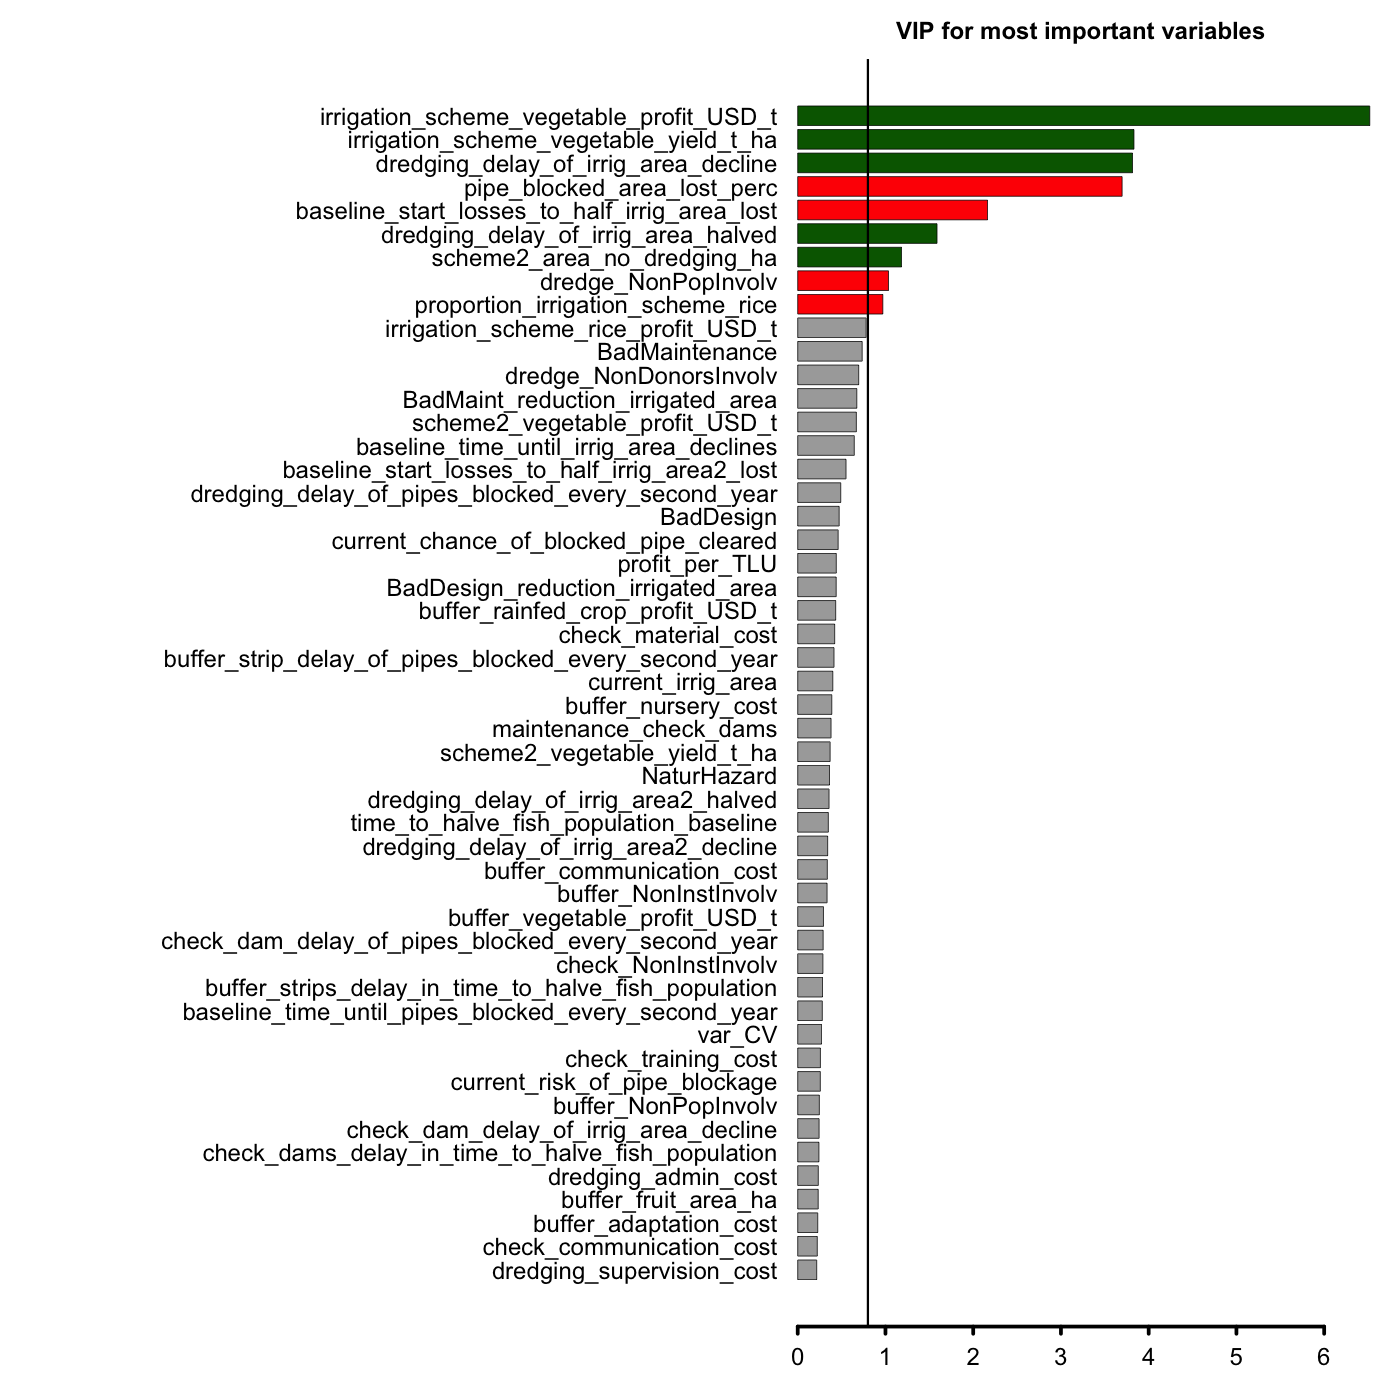 VIP for most important variables
irrigation_scheme_vegetable_profit_USD_t
irrigation_scheme_vegetable_yield_t_ha
dredging_delay_of_irrig_area_decline
pipe_blocked_area_lost_perc
baseline_start_losses_to_half_irrig_area_lost
dredging_delay_of_irrig_area_halved
scheme2_area_no_dredging_ha
dredge_NonPopInvolv
proportion_irrigation_scheme_rice
irrigation_scheme_rice_profit_USD_t
BadMaintenance
dredge_NonDonorsInvolv
BadMaint_reduction_irrigated_area
scheme2_vegetable_profit_USD_t
baseline_time_until_irrig_area_declines
baseline_start_losses_to_half_irrig_area2_lost
dredging_delay_of_pipes_blocked_every_second_year
BadDesign
current_chance_of_blocked_pipe_cleared
profit_per_TLU
BadDesign_reduction_irrigated_area
buffer_rainfed_crop_profit_USD_t
check_material_cost
buffer_strip_delay_of_pipes_blocked_every_second_year
current_irrig_area
buffer_nursery_cost
maintenance_check_dams
scheme2_vegetable_yield_t_ha
NaturHazard
dredging_delay_of_irrig_area2_halved
time_to_halve_fish_population_baseline
dredging_delay_of_irrig_area2_decline
buffer_communication_cost
buffer_NonInstInvolv
buffer_vegetable_profit_USD_t
check_dam_delay_of_pipes_blocked_every_second_year
check_NonInstInvolv
buffer_strips_delay_in_time_to_halve_fish_population
baseline_time_until_pipes_blocked_every_second_year
var_CV
check_training_cost
current_risk_of_pipe_blockage
buffer_NonPopInvolv
check_dam_delay_of_irrig_area_decline
check_dams_delay_in_time_to_halve_fish_population
dredging_admin_cost
buffer_fruit_area_ha
buffer_adaptation_cost
check_communication_cost
dredging_supervision_cost
0 1 2 3 4 5 6